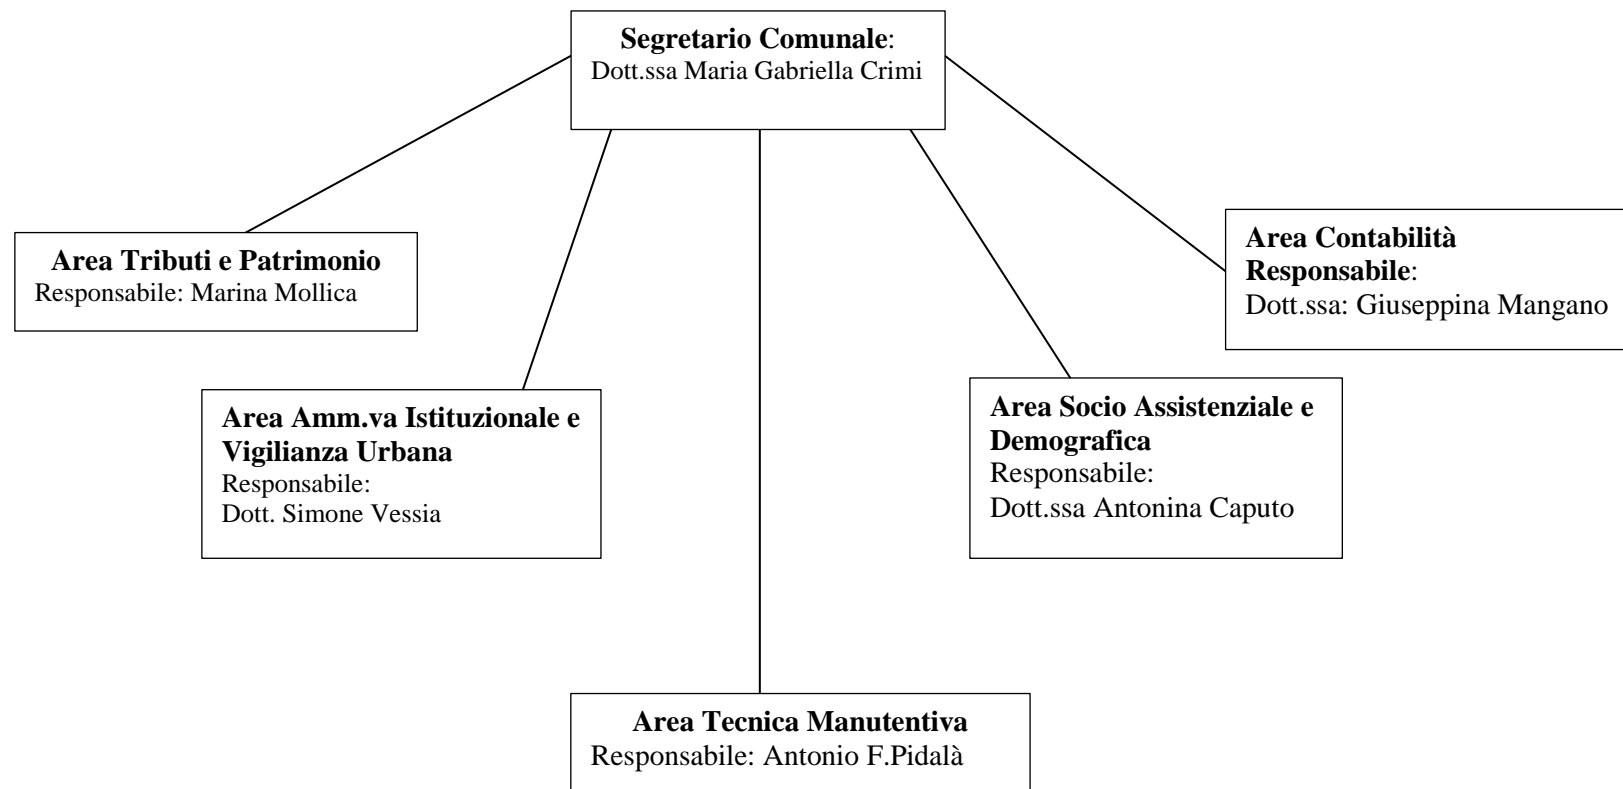 Segretario Comunale:
Dott.ssa Maria Gabriella Crimi
Area Tributi e Patrimonio
Responsabile: Marina Mollica
Area Contabilità
Responsabile:
Dott.ssa: Giuseppina Mangano
Area Amm.va Istituzionale e
Vigilianza Urbana
Responsabile:
Dott. Simone Vessia
Area Socio Assistenziale e
Demografica
Responsabile:
Dott.ssa Antonina Caputo
Area Tecnica Manutentiva
Responsabile: Antonio F.Pidalà